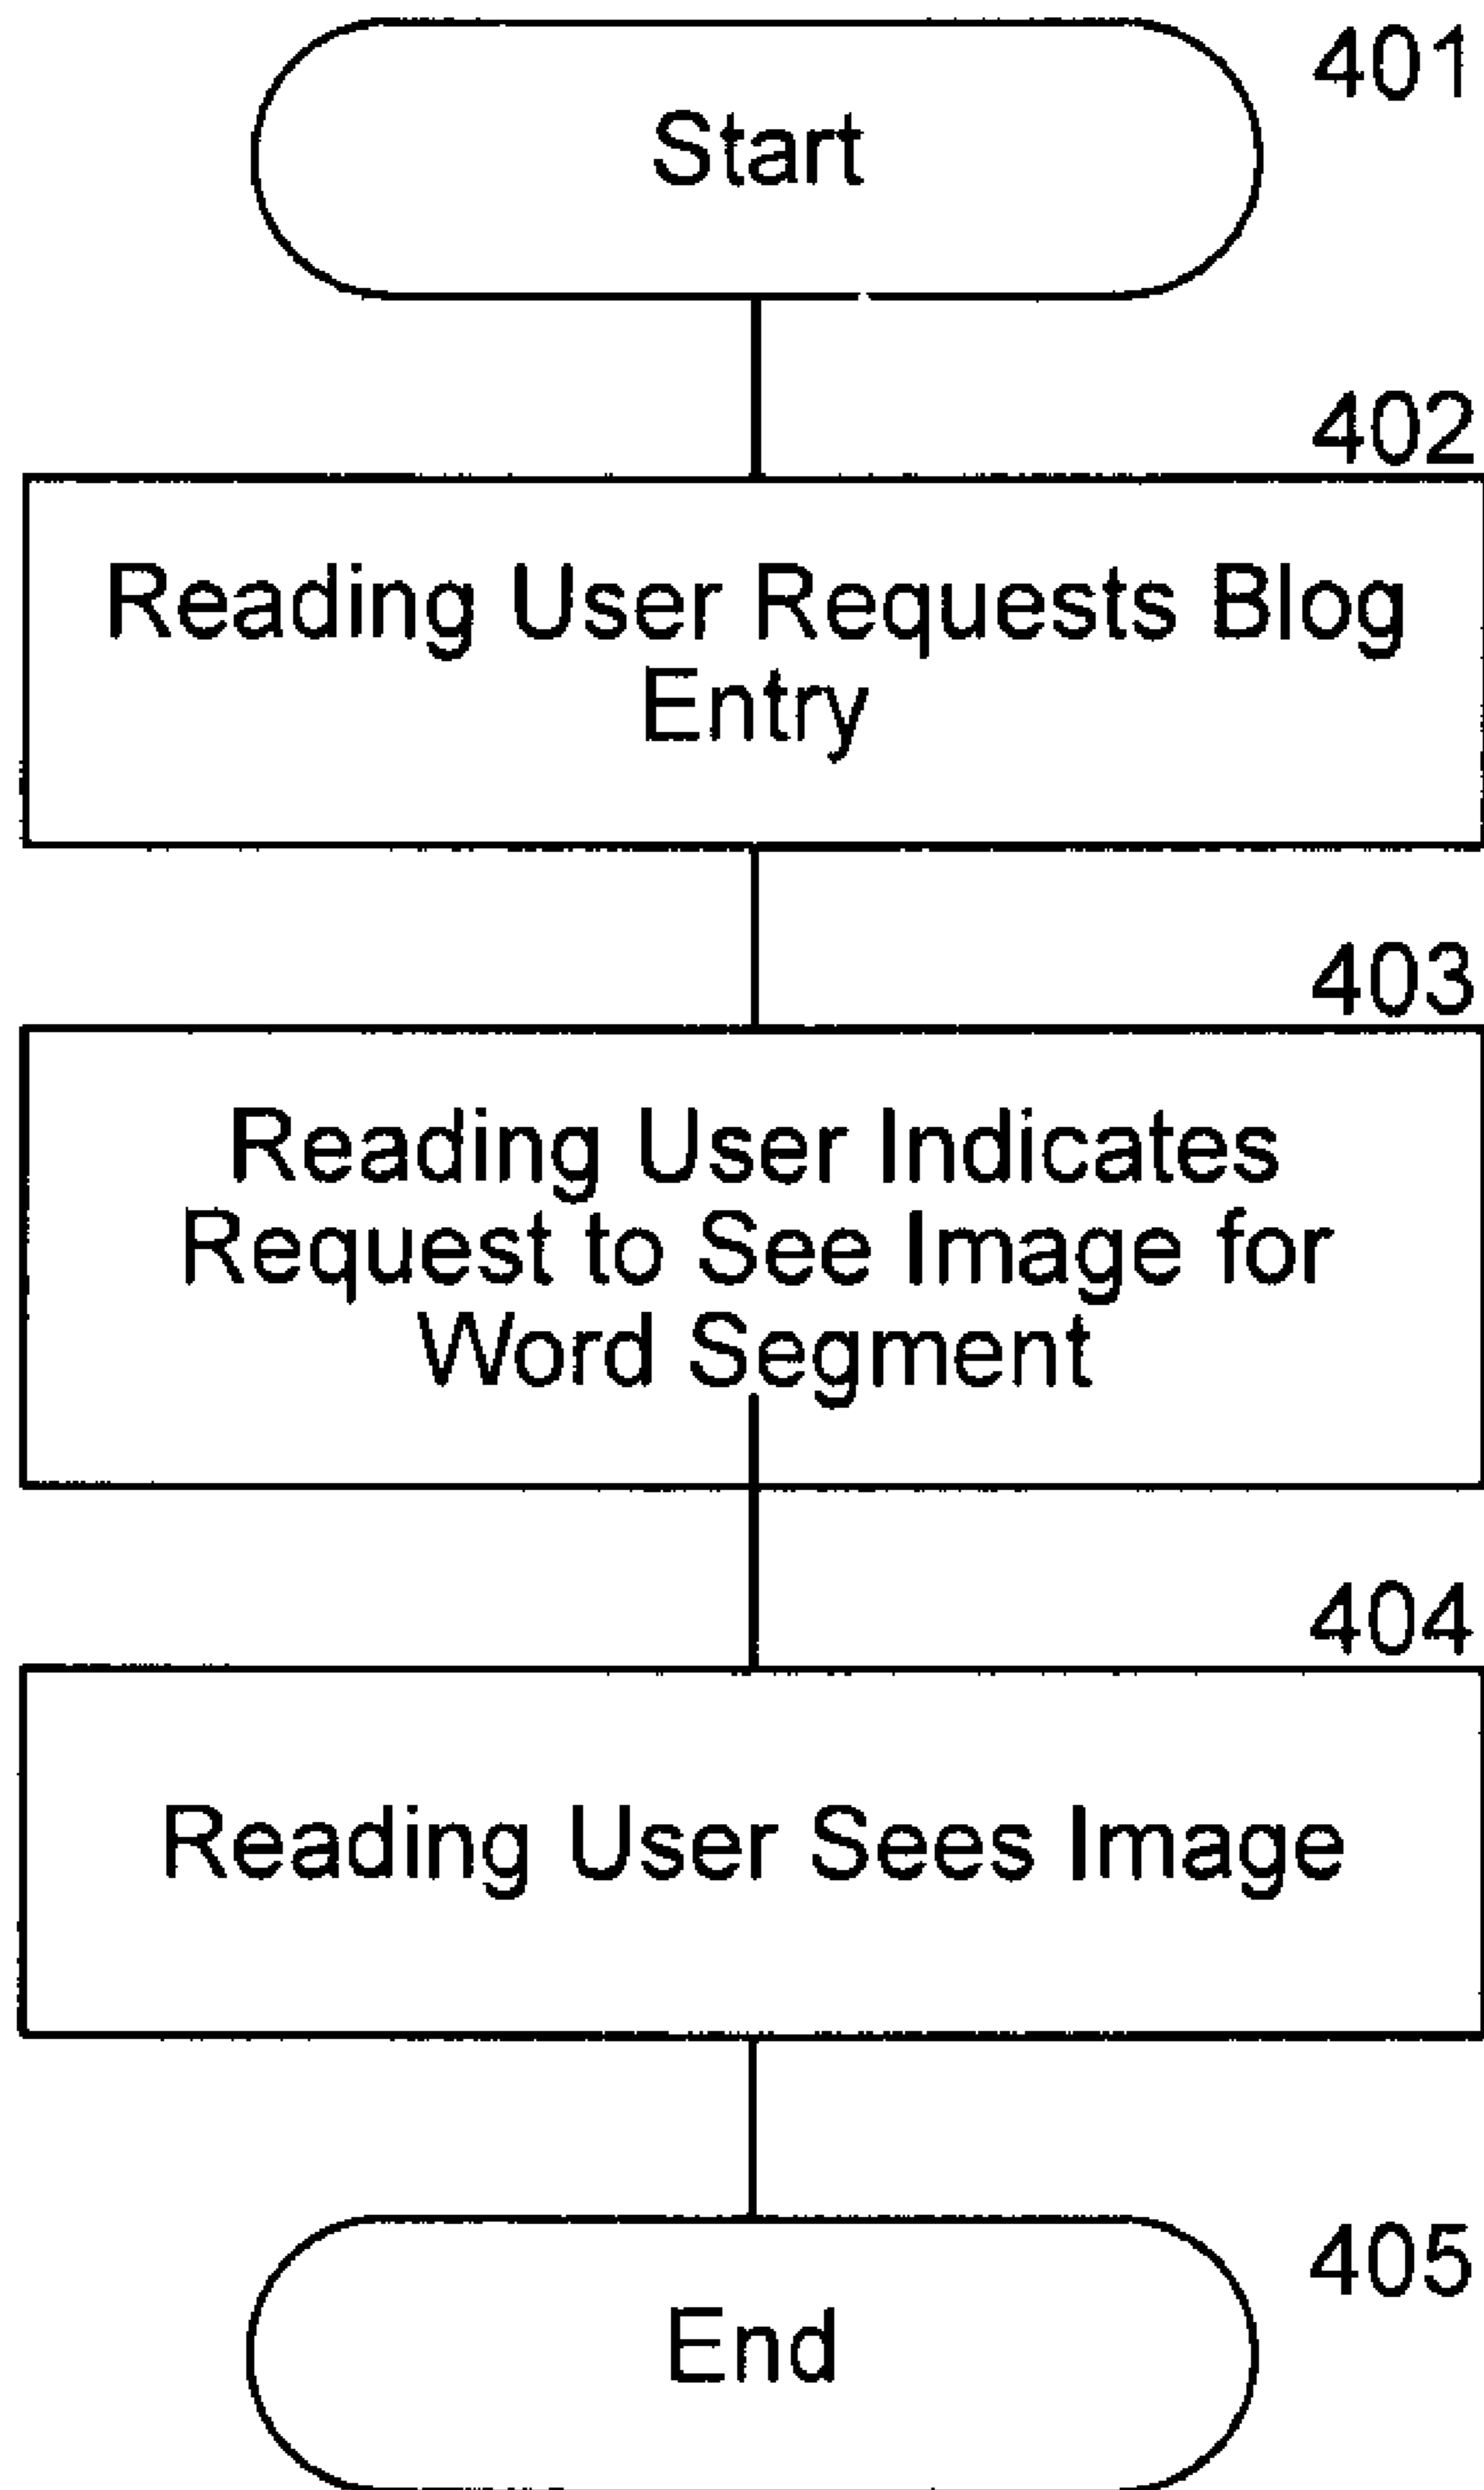 401
Start
402
Reading User Requests Blog
Entry
403
Reading User Indicates
Request to See Image for
Word Segment
404
Reading User Sees Image
405
End